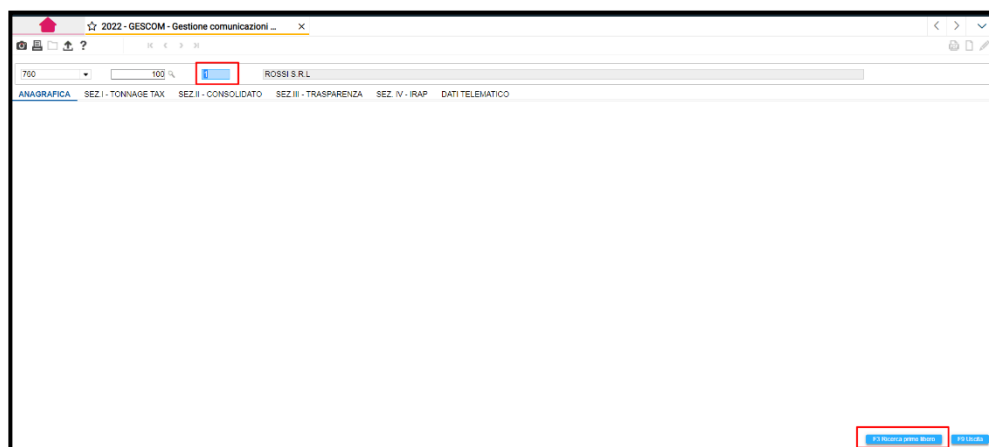 2022 - GESCOM - Gestione comunicazioni ... ×
?
760 100 1 ROSSI S.R.L
ANAGRAFICA SEZ.I - TONNAGE TAX SEZ.II - CONSOLIDATO SEZ.III - TRASPARENZA SEZ. IV - IRAP DATI TELEMATICO
F3 Ricerca primo libero F9 Uscita